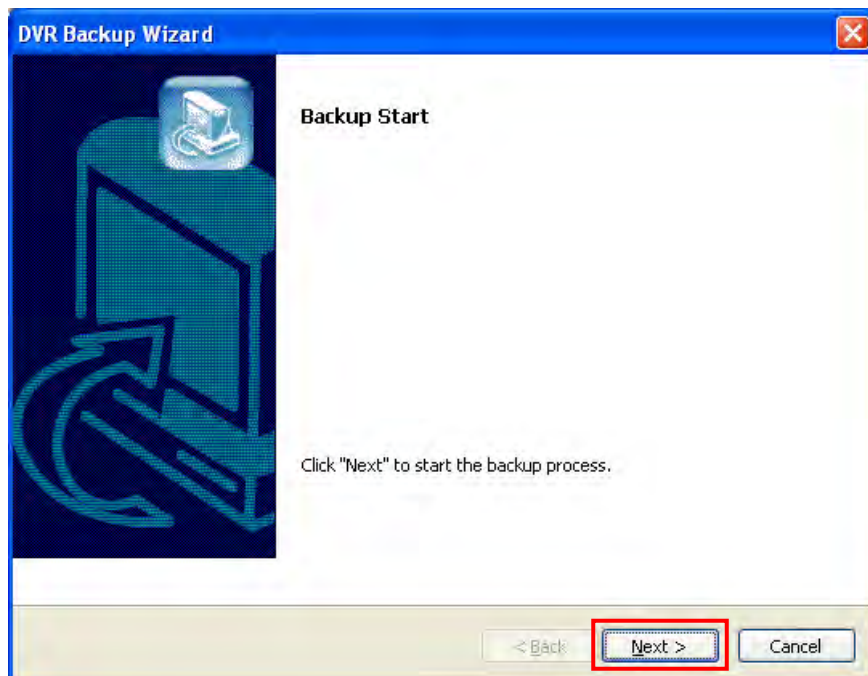 DVR Backup Wizard
Backup Start
Click "Next" to start the backup process.
< Back
Next >
Cancel